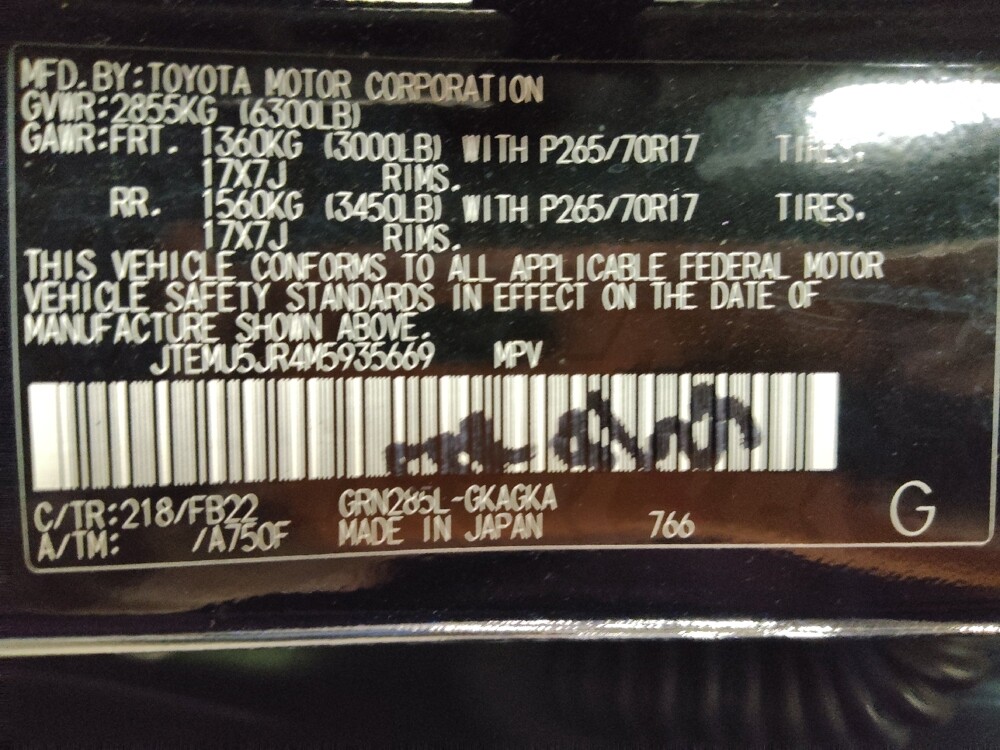 MFD. BY:TOYOTA MOTOR CORPORATION
GVWR:2855KG (6300LB)
GAWR:FRT. 1360KG (3000LB) WITH P265/70R17 TIRES.
17X7J RIMS.
RR. 1560KG (3450LB) WITH P265/70R17 TIRES.
17X7J RIMS.
THIS VEHICLE CONFORMS TO ALL APPLICABLE FEDERAL MOTOR
VEHICLE SAFETY STANDARDS IN EFFECT ON THE DATE OF
MANUFACTURE SHOWN ABOVE.
JTEMU5JR4M5935669 MPV
C/TR:218/FB22 GRN285L-GKAGKA
A/TM: /A750F MADE IN JAPAN 766 G